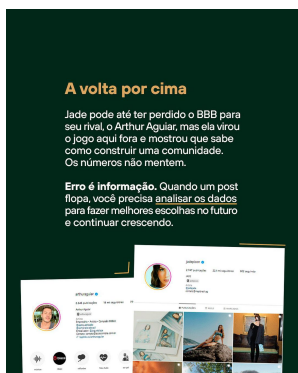 A volta por cima
Jade pode até ter perdido o BBB para
seu rival, o Arthur Aguiar, mas ela virou
o jogo aqui fora e mostrou que sabe
como construir uma comunidade.
Os números não mentem.
Erro é informação. Quando um post
flopa, você precisa analisar os dados
para fazer melhores escolhas no futuro
e continuar crescendo.